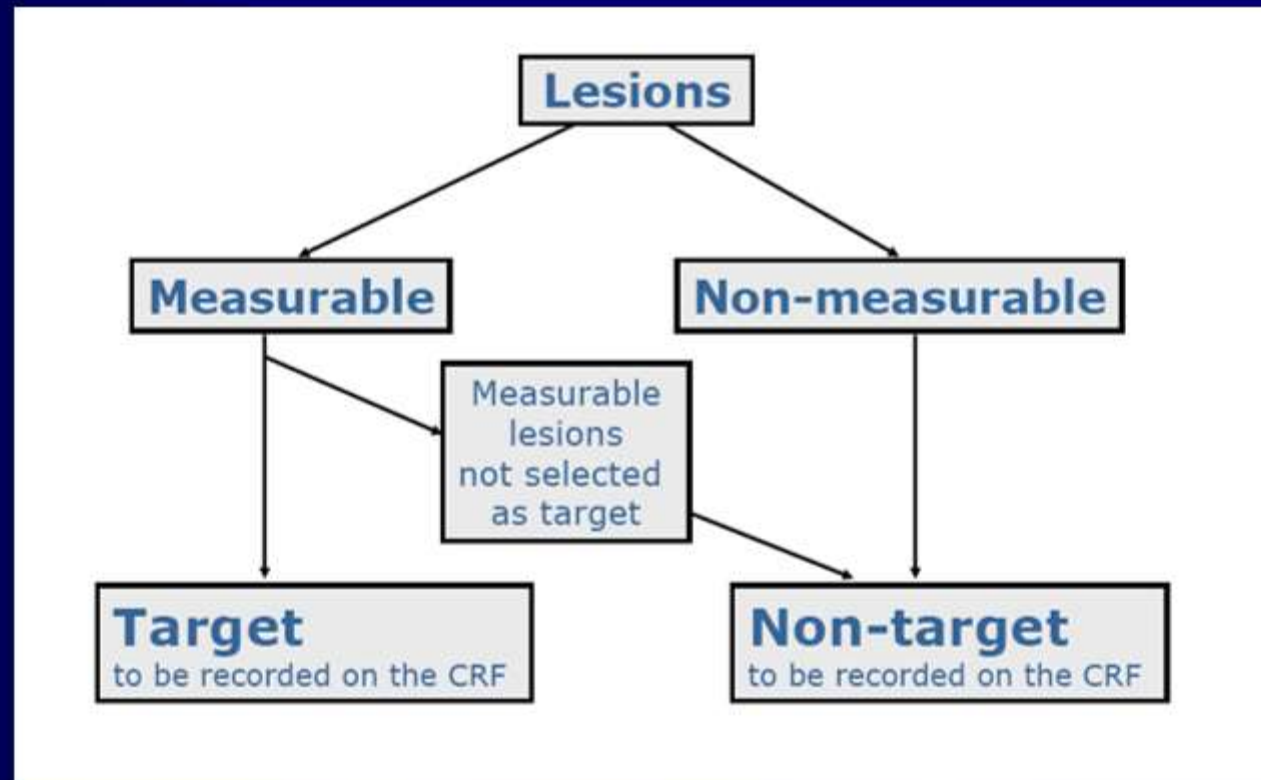 Lesions
Measurable
Non-measurable
Measurable
lesions
not selected
as target
Target
to be recorded on the CRF
Non-target
to be recorded on the CRF